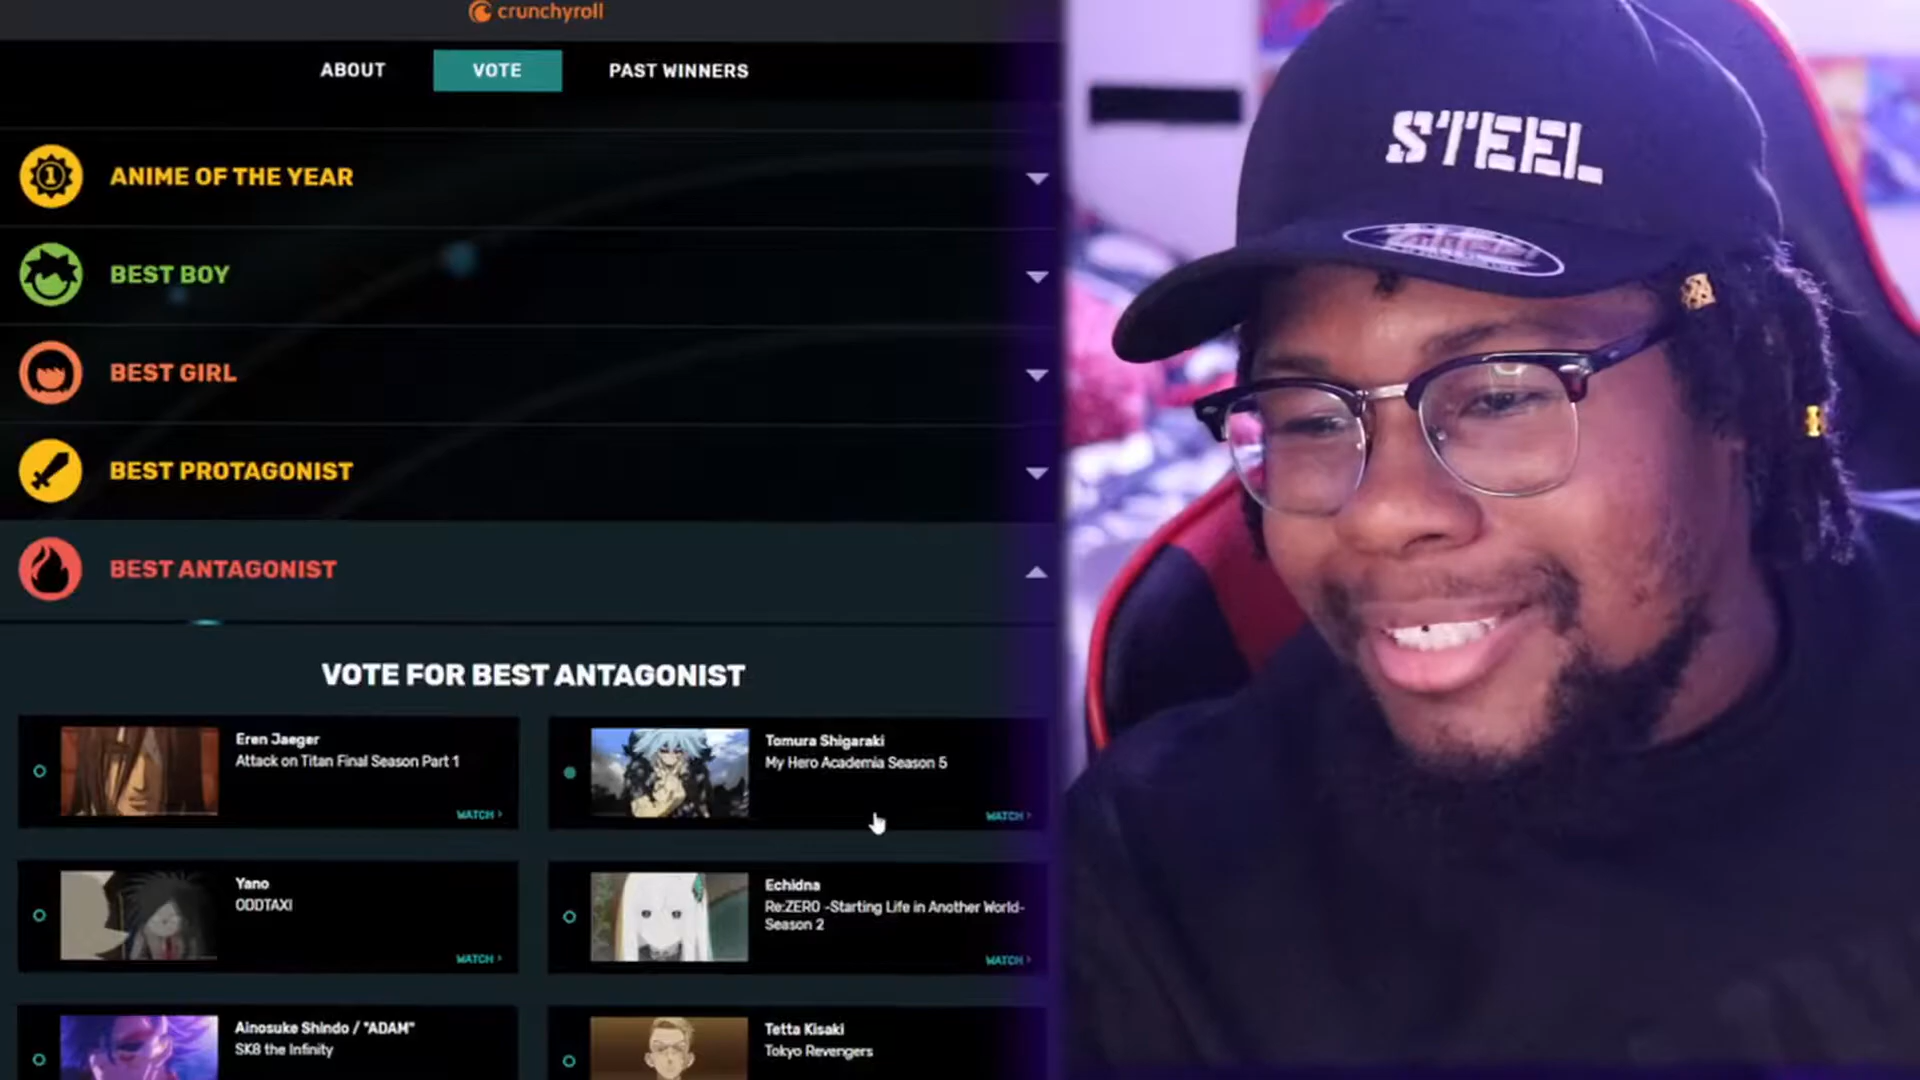 crunchyroll
ABOUT
VOTE
PAST WINNERS
ANIME OF THE YEAR
BEST BOY
BEST GIRL
BEST PROTAGONIST
BEST ANTAGONIST
VOTE FOR BEST ANTAGONIST
Eren Jaeger
Attack on Titan Final Season Part 1
WATCH
Tomura Shigaraki
My Hero Academia Season 5
WATCH
Yano
ODDTAXI
WATCH
Echidna
Re:ZERO -Starting Life in Another World-
Season 2
WATCH
Ainosuke Shindo / "ADAM"
SK8 the Infinity
Tetta Kisaki
Tokyo Revengers
STEEL